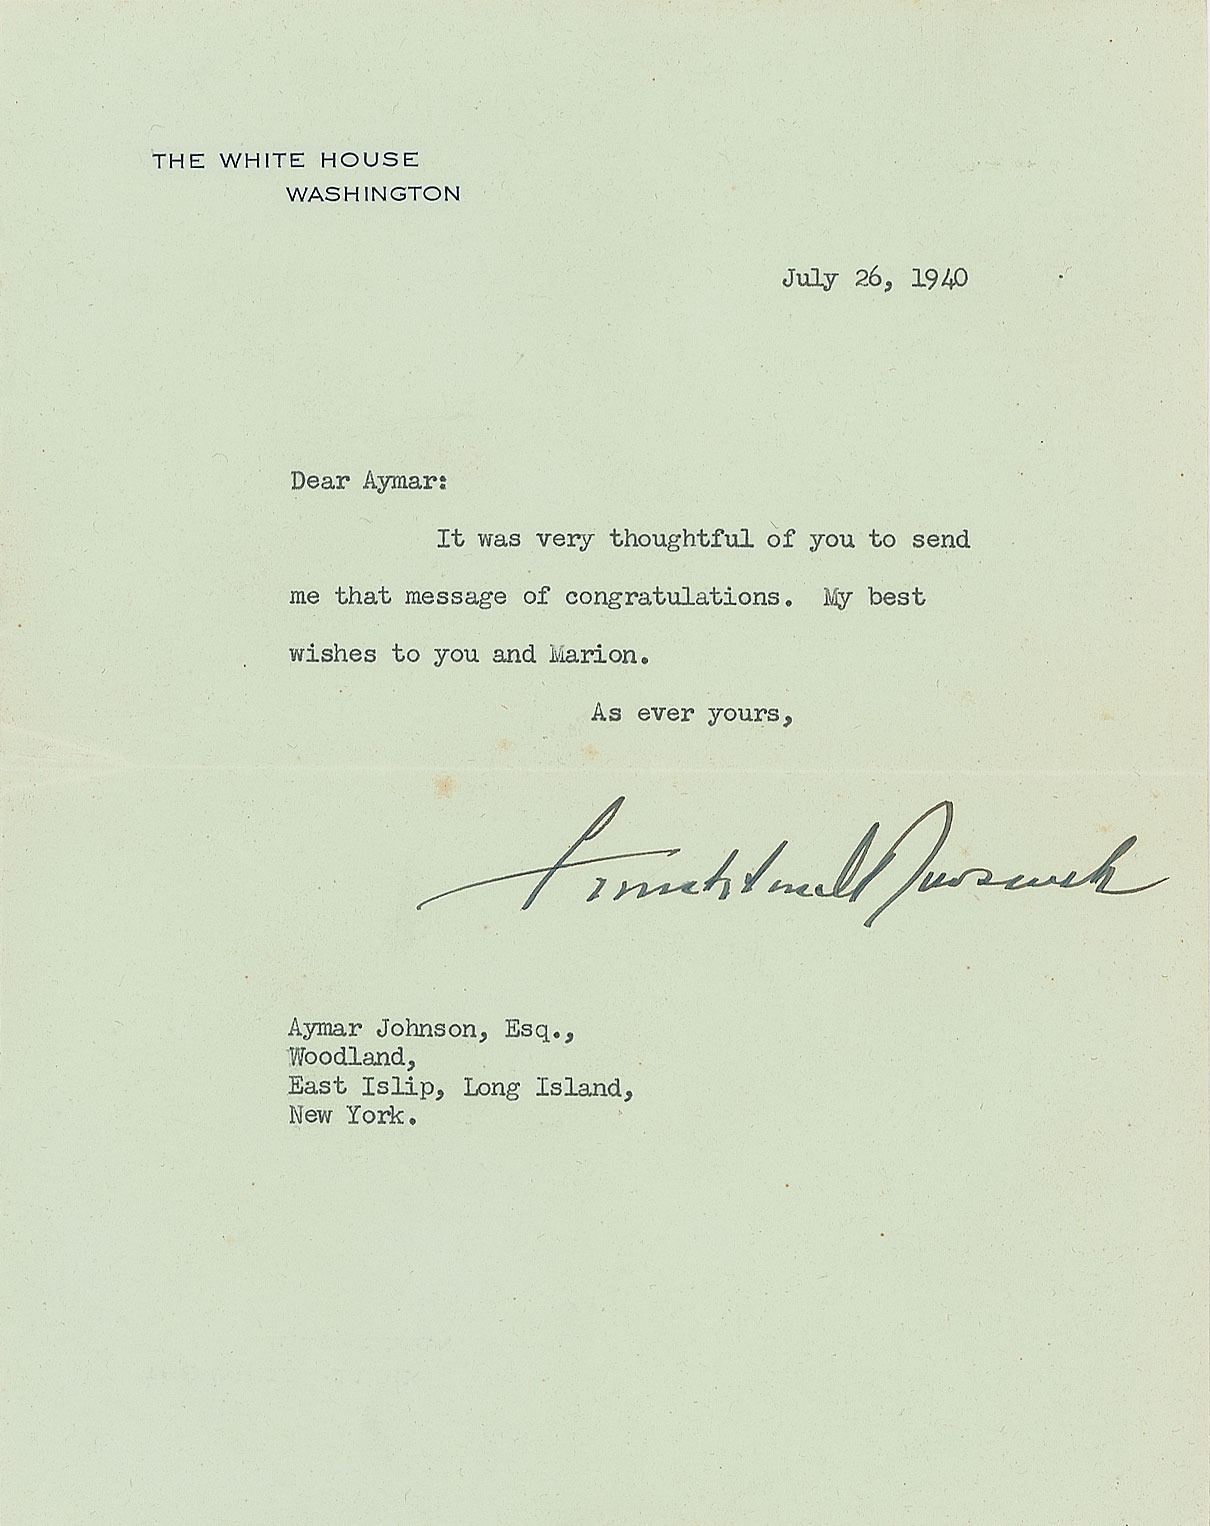 THE WHITE HOUSE
WASHINGTON
July 26, 1940
Dear Aymar:
It was very thoughtful of you to send
me that message of congratulations. My best
wishes to you and Marion.
As ever yours,
Franklin D Roosevelt
Aymar Johnson, Esq.,
Woodland,
East Islip, Long Island,
New York.